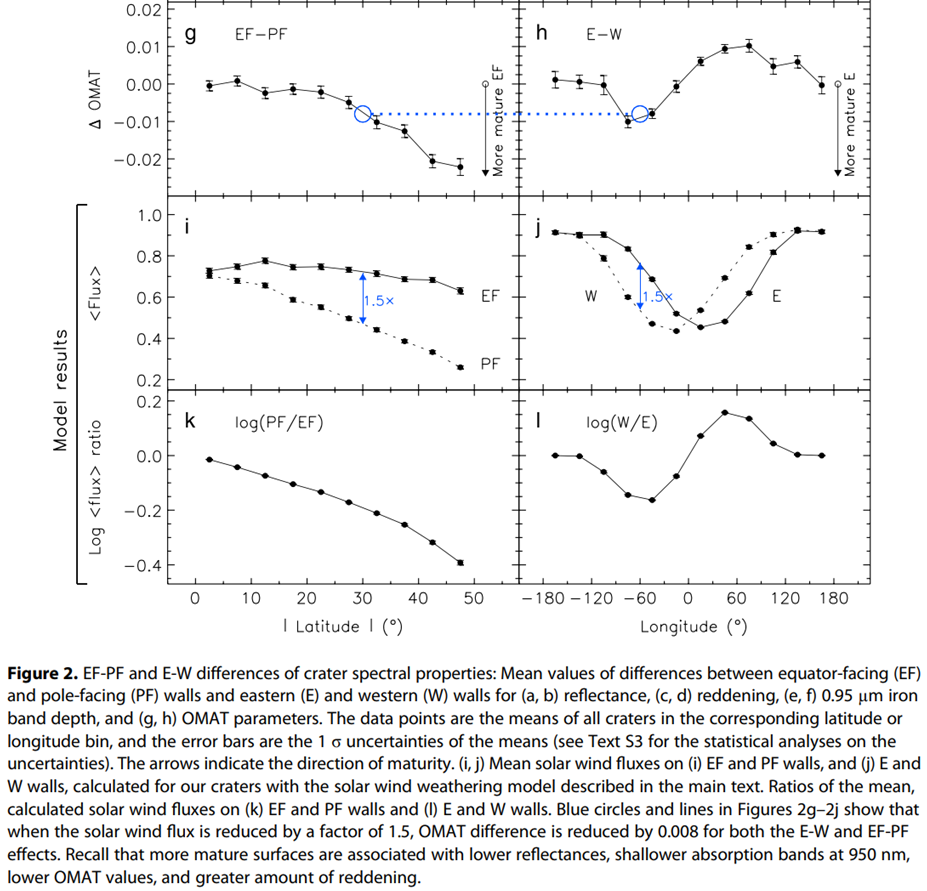 g EF−PF
h E−W
0.02
0.01
0.00
−0.01
−0.02
Δ OMAT
More mature EF
More mature E
Model results
i
j
1.0
0.8
0.6
0.4
0.2
<Flux>
1.5×
EF
PF
W
1.5×
E
k log(PF/EF)
l log(W/E)
0.2
0.0
−0.2
−0.4
Log <flux> ratio
0 10 20 30 40 50
−180 −120 −60 0 60 120 180
| Latitude | (°)
Longitude (°)
Figure 2. EF-PF and E-W differences of crater spectral properties: Mean values of differences between equator-facing (EF)
and pole-facing (PF) walls and eastern (E) and western (W) walls for (a, b) reflectance, (c, d) reddening, (e, f) 0.95 μm iron
band depth, and (g, h) OMAT parameters. The data points are the means of all craters in the corresponding latitude or
longitude bin, and the error bars are the 1 σ uncertainties of the means (see Text S3 for the statistical analyses on the
uncertainties). The arrows indicate the direction of maturity. (i, j) Mean solar wind fluxes on (i) EF and PF walls, and (j) E and
W walls, calculated for our craters with the solar wind weathering model described in the main text. Ratios of the mean,
calculated solar wind fluxes on (k) EF and PF walls and (l) E and W walls. Blue circles and lines in Figures 2g–2j show that
when the solar wind flux is reduced by a factor of 1.5, OMAT difference is reduced by 0.008 for both the E-W and EF-PF
effects. Recall that more mature surfaces are associated with lower reflectances, shallower absorption bands at 950 nm,
lower OMAT values, and greater amount of reddening.